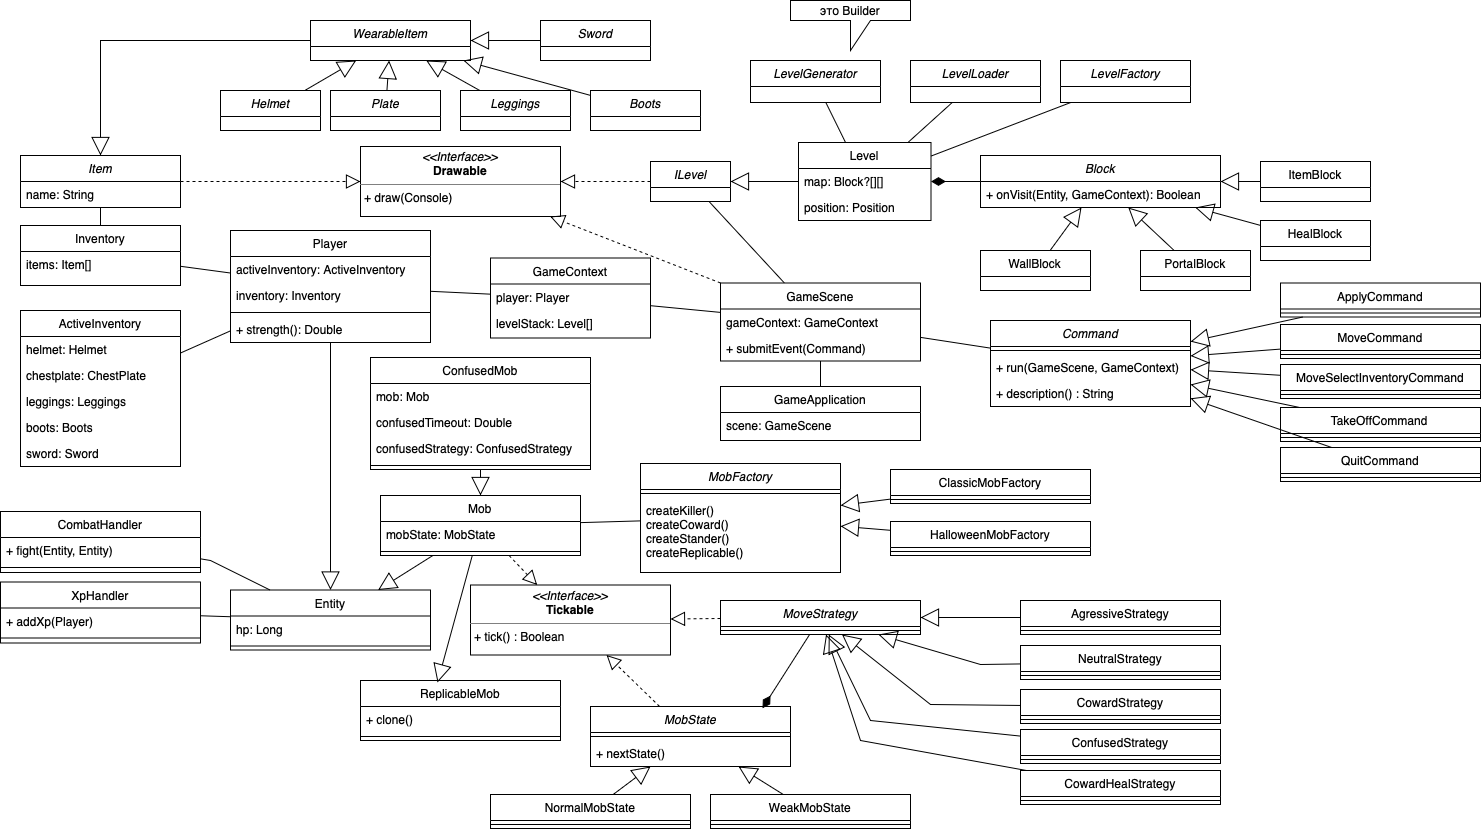 это Builder
WearableItem
Sword
Helmet
Plate
Leggings
Boots
LevelGenerator
LevelLoader
LevelFactory
Item
name: String
<<Interface>>
Drawable
+ draw(Console)
ILevel
Level
map: Block?[][]
position: Position
Block
+ onVisit(Entity, GameContext): Boolean
ItemBlock
HealBlock
WallBlock
PortalBlock
Inventory
items: Item[]
Player
activeInventory: ActiveInventory
inventory: Inventory
+ strength(): Double
GameContext
player: Player
levelStack: Level[]
GameScene
gameContext: GameContext
+ submitEvent(Command)
ActiveInventory
helmet: Helmet
chestplate: ChestPlate
leggings: Leggings
boots: Boots
sword: Sword
ConfusedMob
mob: Mob
confusedTimeout: Double
confusedStrategy: ConfusedStrategy
GameApplication
scene: GameScene
Command
+ run(GameScene, GameContext)
+ description() : String
ApplyCommand
MoveCommand
MoveSelectInventoryCommand
TakeOffCommand
QuitCommand
Mob
mobState: MobState
MobFactory
createKiller()
createCoward()
createStander()
createReplicable()
ClassicMobFactory
HalloweenMobFactory
CombatHandler
+ fight(Entity, Entity)
XpHandler
+ addXp(Player)
Entity
hp: Long
<<Interface>>
Tickable
+ tick() : Boolean
MoveStrategy
AgressiveStrategy
NeutralStrategy
CowardStrategy
ConfusedStrategy
CowardHealStrategy
ReplicableMob
+ clone()
MobState
+ nextState()
NormalMobState
WeakMobState